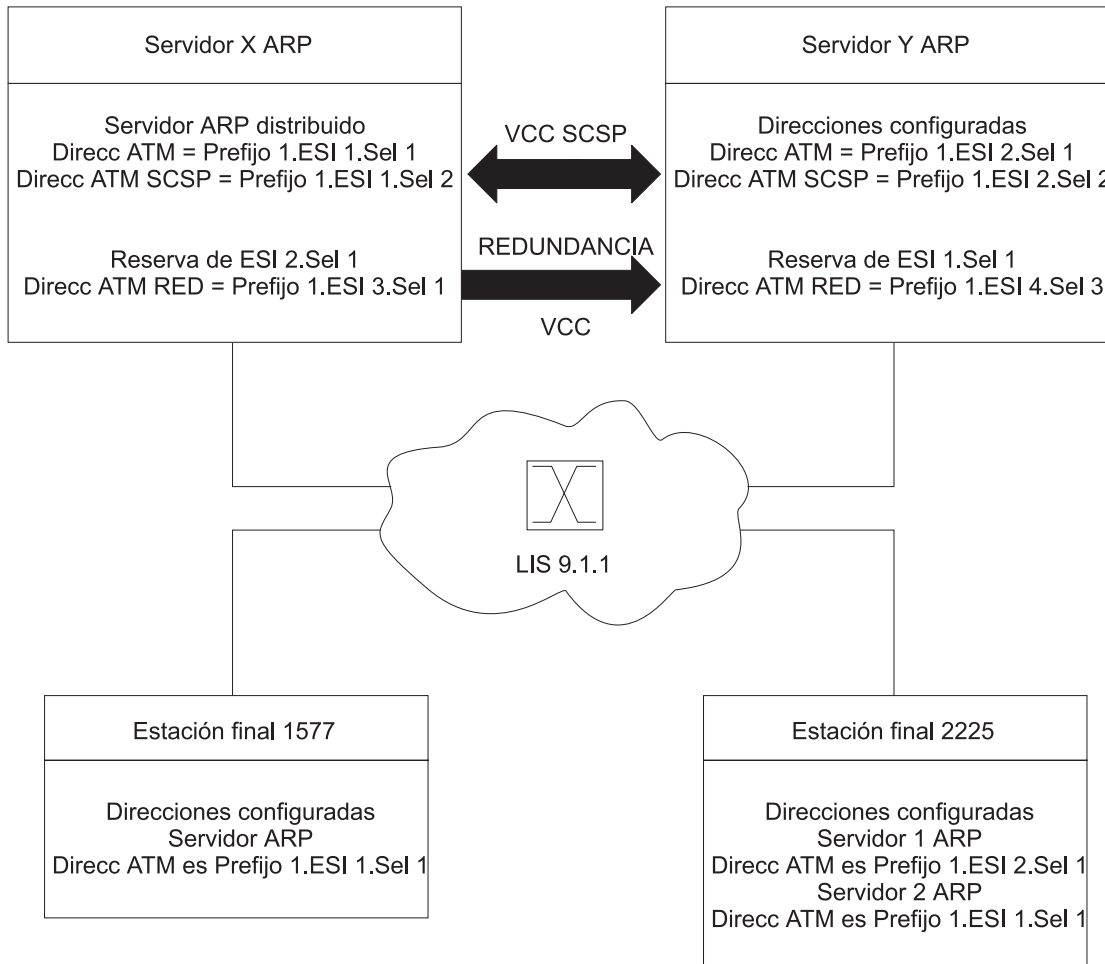 Servidor X ARP
Servidor ARP distribuido
Direcc ATM = Prefijo 1.ESI 1.Sel 1
Direcc ATM SCSP = Prefijo 1.ESI 1.Sel 2
Reserva de ESI 2.Sel 1
Direcc ATM RED = Prefijo 1.ESI 3.Sel 1
VCC SCSP
REDUNDANCIA
VCC
Servidor Y ARP
Direcciones configuradas
Direcc ATM = Prefijo 1.ESI 2.Sel 1
Direcc ATM SCSP = Prefijo 1.ESI 2.Sel 2
Reserva de ESI 1.Sel 1
Direcc ATM RED = Prefijo 1.ESI 4.Sel 3
LIS 9.1.1
Estación final 1577
Direcciones configuradas
Servidor ARP
Direcc ATM es Prefijo 1.ESI 1.Sel 1
Estación final 2225
Direcciones configuradas
Servidor 1 ARP
Direcc ATM es Prefijo 1.ESI 2.Sel 1
Servidor 2 ARP
Direcc ATM es Prefijo 1.ESI 1.Sel 1